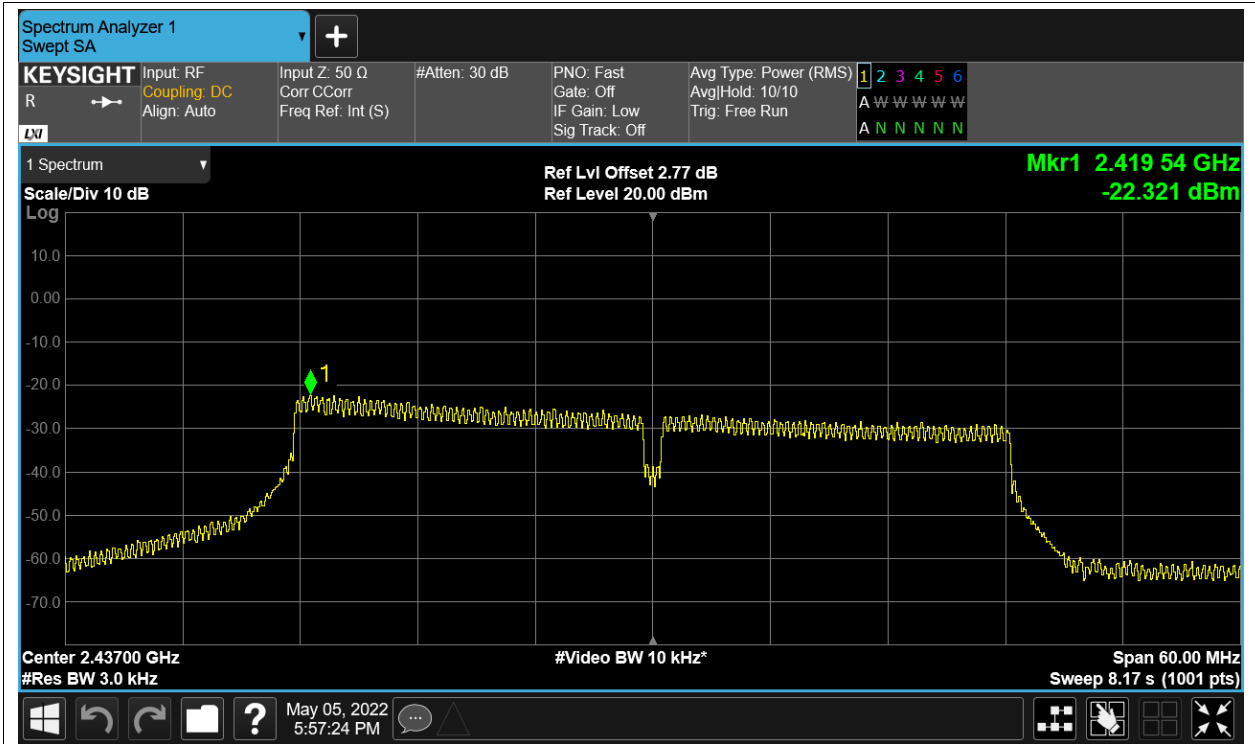 Spectrum Analyzer 1
Swept SA
KEYSIGHT
R
LXI
Input: RF
Coupling: DC
Align: Auto
Input Z: 50 Ω
Corr CCorr
Freq Ref: Int (S)
#Atten: 30 dB
PNO: Fast
Gate: Off
IF Gain: Low
Sig Track: Off
Avg Type: Power (RMS)
Avg|Hold: 10/10
Trig: Free Run
1 2 3 4 5 6
A W W W W W
A N N N N N
1 Spectrum
Scale/Div 10 dB
Log
Ref Lvl Offset 2.77 dB
Ref Level 20.00 dBm
Mkr1 2.419 54 GHz
-22.321 dBm
10.0
0.00
-10.0
-20.0
-30.0
-40.0
-50.0
-60.0
-70.0
1
Center 2.43700 GHz
#Res BW 3.0 kHz
#Video BW 10 kHz*
Span 60.00 MHz
Sweep 8.17 s (1001 pts)
?
May 05, 2022
5:57:24 PM